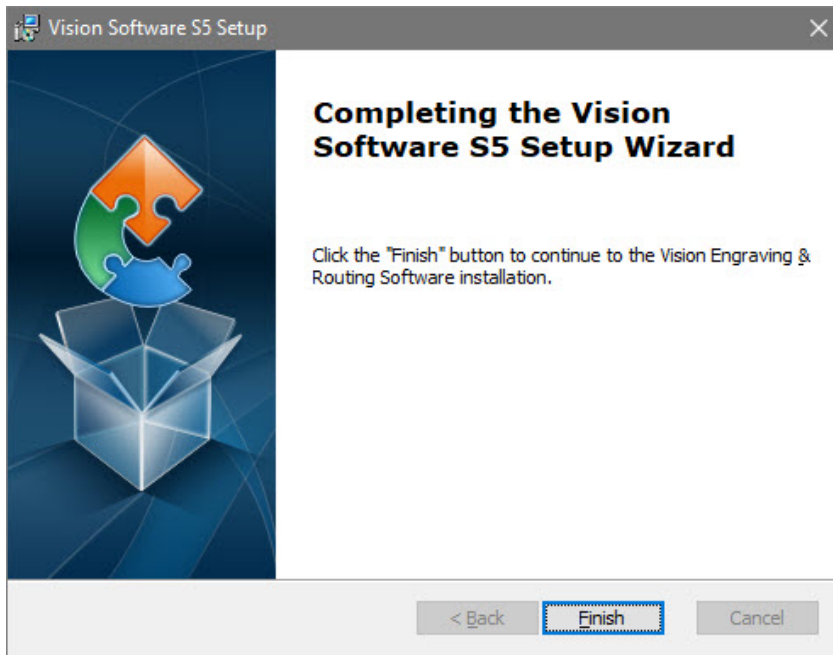 Vision Software S5 Setup
Completing the Vision
Software S5 Setup Wizard
Click the "Finish" button to continue to the Vision Engraving &
Routing Software installation.
< Back
Finish
Cancel